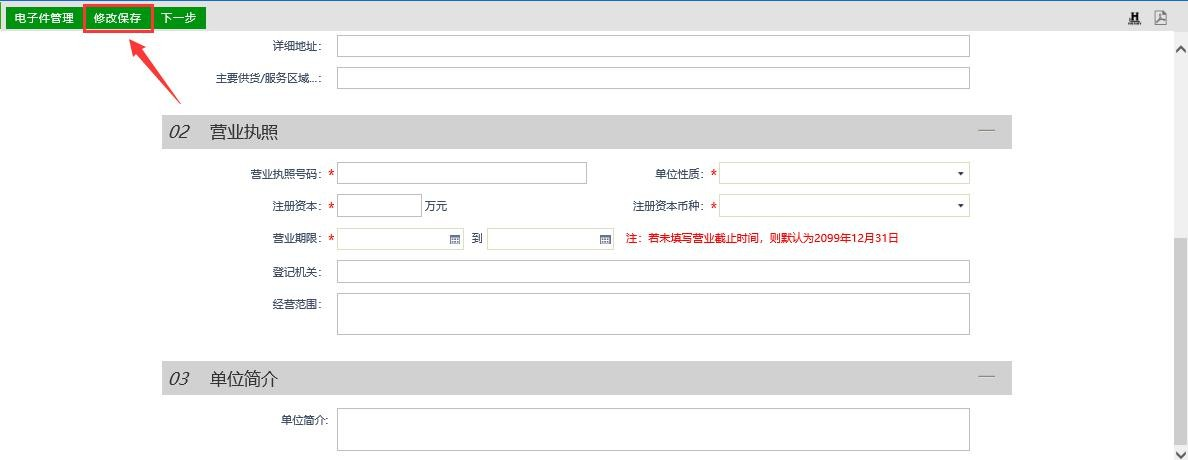 电子件管理 修改保存 下一步
详细地址：
主要供货/服务区域...：
02 营业执照
营业执照号码：* 单位性质：*
注册资本：* 万元 注册资本币种：*
营业期限：* 到 注：若未填写营业截止时间，则默认为2099年12月31日
登记机关：
经营范围：
03 单位简介
单位简介: